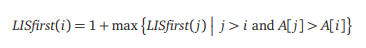 LISfirst(i) = 1 + max {LISfirst(j) | j > i and A[j] > A[i]}